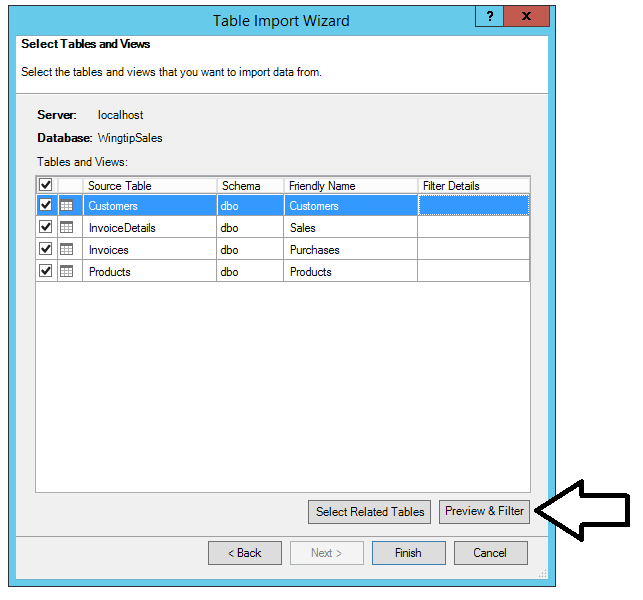 Table Import Wizard
? x
Select Tables and Views
Select the tables and views that you want to import data from.
Server: localhost
Database: WingtipSales
Tables and Views:
Source Table Schema Friendly Name Filter Details
Customers dbo Customers
InvoiceDetails dbo Sales
Invoices dbo Purchases
Products dbo Products
Select Related Tables Preview & Filter
< Back Next > Finish Cancel